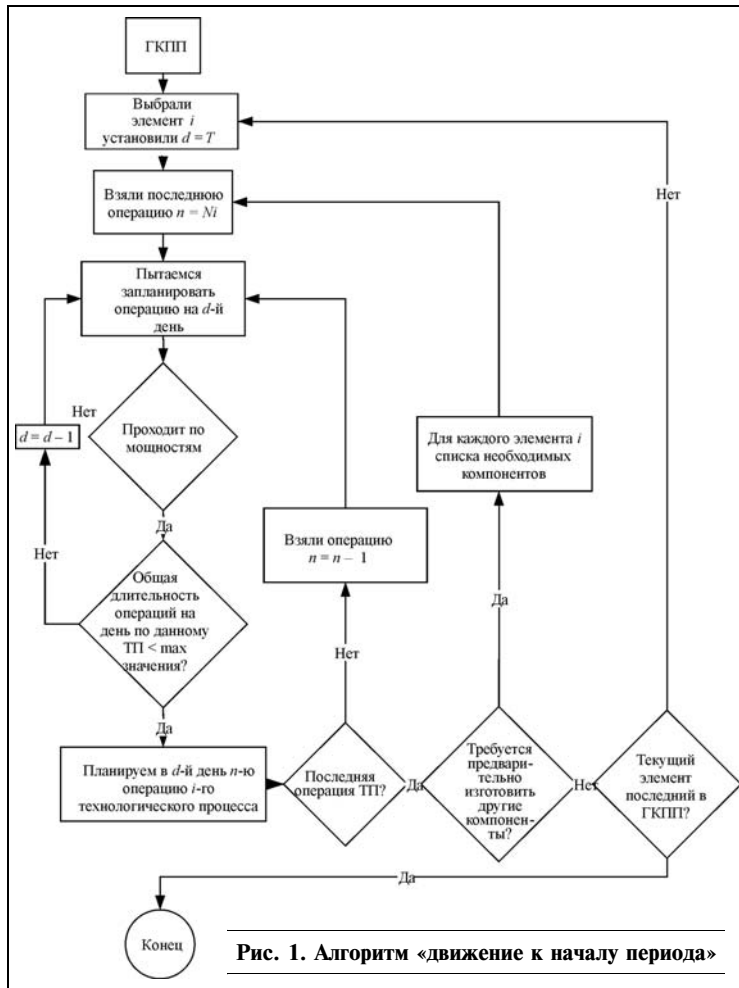 ГКПП
Выбрали
элемент i
установили d = T
Взяли последнюю
операцию n = Ni
Пытаемся
запланировать
операцию на d-й
день
Нет
d = d – 1
Проходит по
мощностям
Да
Нет
Общая
длительность
операций на
день по данному
ТП < max
значения?
Да
Планируем в d-й день n-ю
операцию i-го
технологического процесса
Последняя
операция ТП?
Нет
Взяли операцию
n = n – 1
Да
Требуется
предвари-
тельно
изготовить
другие
компонен-
ты?
Да
Для каждого элемента i
списка необходимых
компонентов
Нет
Текущий
элемент
последний в
ГКПП?
Нет
Да
Конец
Рис. 1. Алгоритм «движение к началу периода»